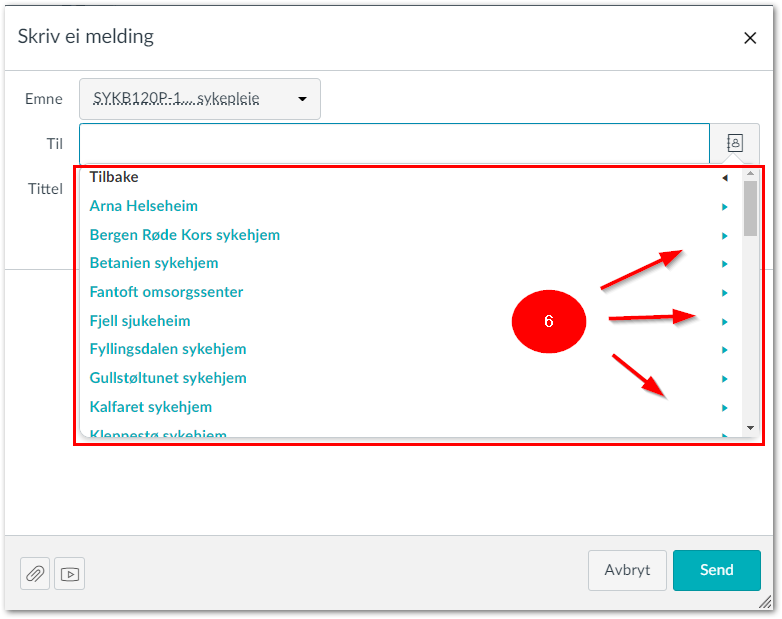 Skriv ei melding
Emne
SYKB120P-1... sykepleie
Til
Tittel
Tilbake
Arna Helseheim
Bergen Røde Kors sykehjem
Betanien sykehjem
Fantoft omsorgssenter
Fjell sjukeheim
Fyllingsdalen sykehjem
Gullstøltunet sykehjem
Kalfaret sykehjem
Kleppestø sykehjem
6
Avbryt
Send